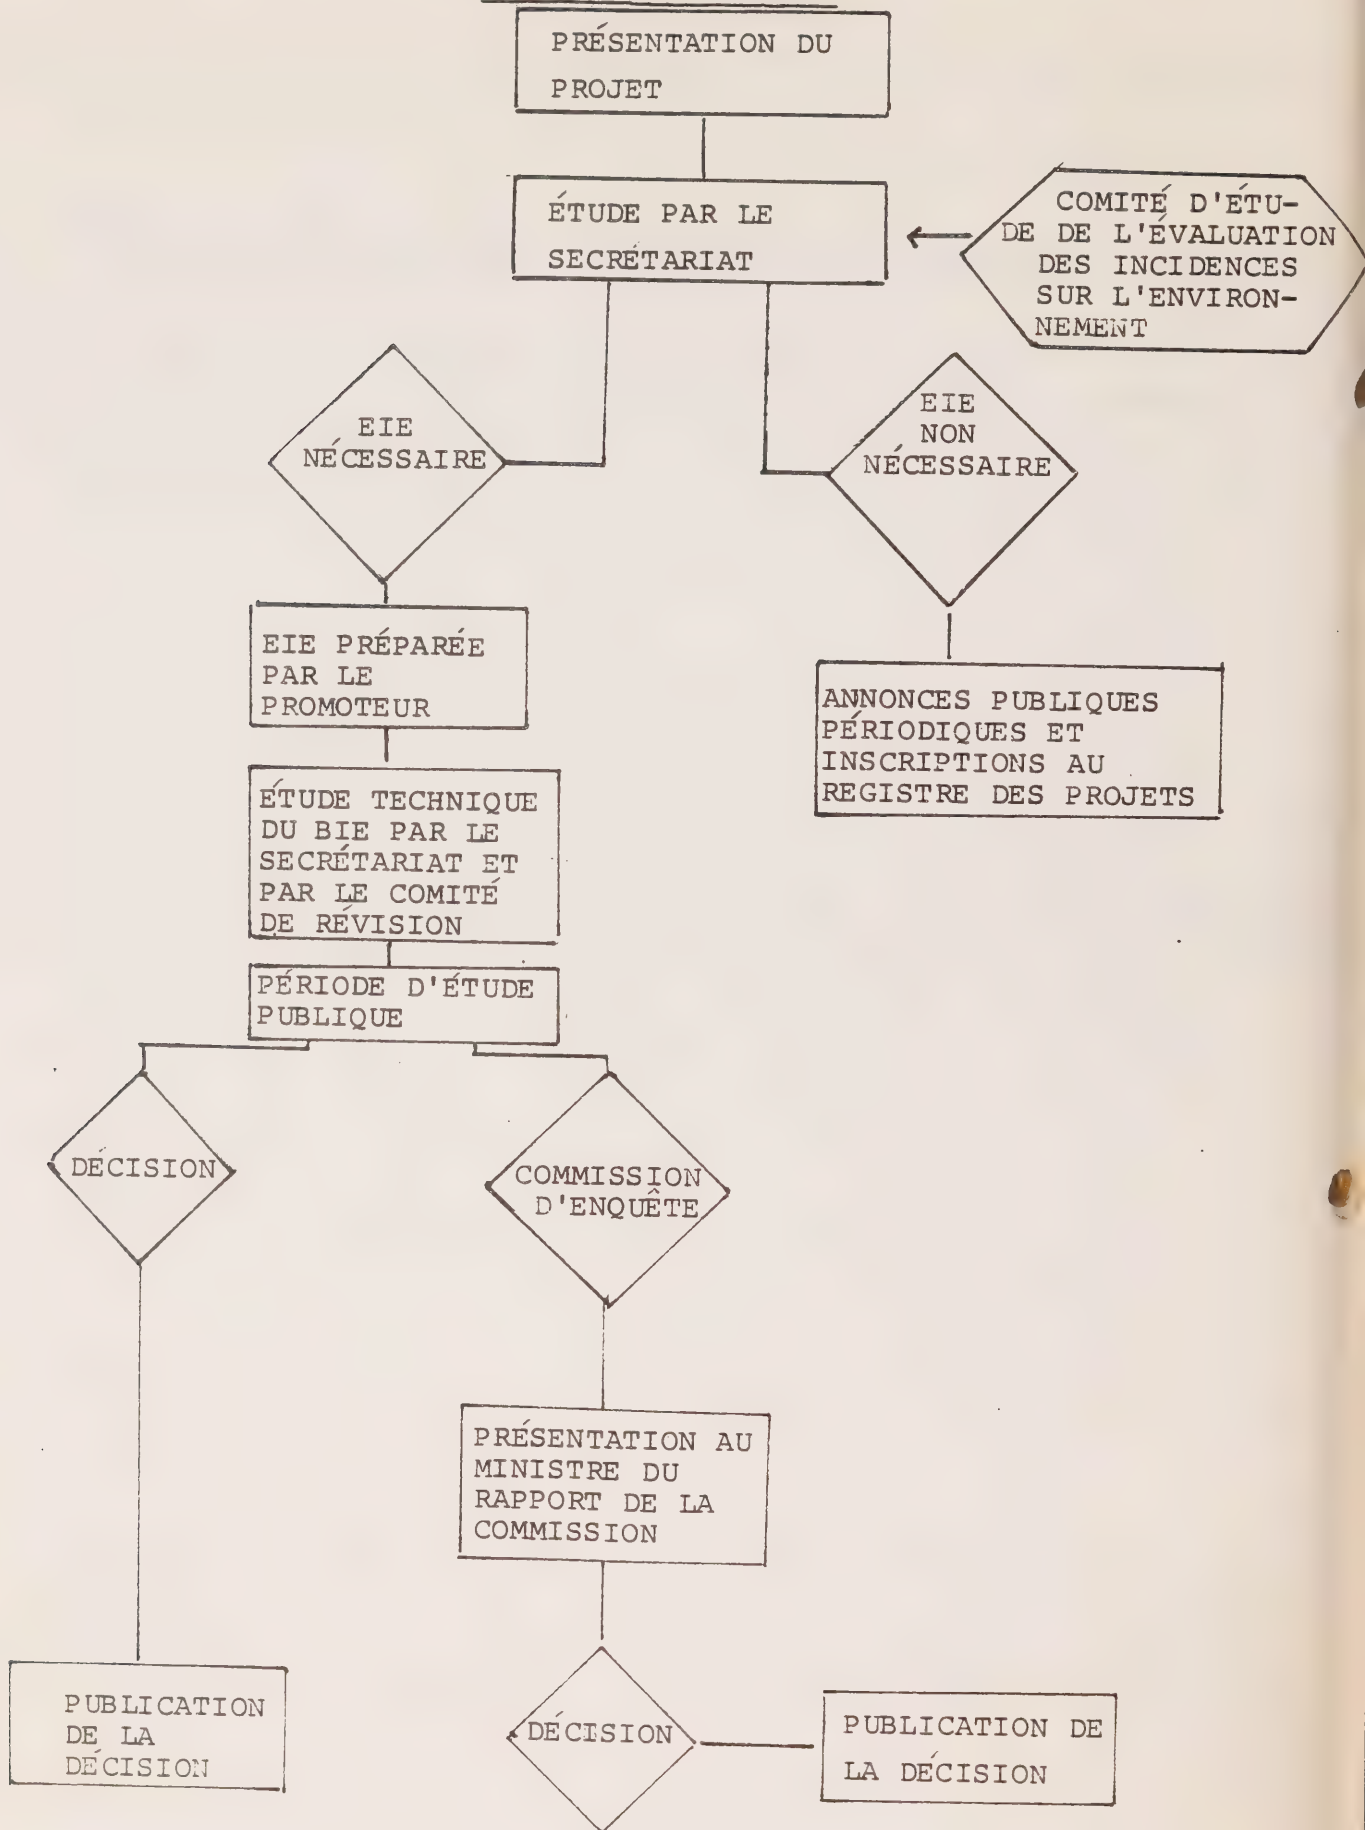 PRÉSENTATION DU
PROJET
ÉTUDE PAR LE
SECRÉTARIAT
COMITÉ D'ÉTU-
DE DE L'ÉVALUATION
DES INCIDENCES
SUR L'ENVIRON-
NEMENT
EIE
NÉCESSAIRE
EIE
NON
NÉCESSAIRE
EIE PRÉPARÉE
PAR LE
PROMOTEUR
ANNONCES PUBLIQUES
PÉRIODIQUES ET
INSCRIPTIONS AU
REGISTRE DES PROJETS
ÉTUDE TECHNIQUE
DU BIE PAR LE
SECRÉTARIAT ET
PAR LE COMITÉ
DE RÉVISION
PÉRIODE D'ÉTUDE
PUBLIQUE
DÉCISION
COMMISSION
D'ENQUÊTE
PRÉSENTATION AU
MINISTRE DU
RAPPORT DE LA
COMMISSION
PUBLICATION
DE LA
DÉCISION
DÉCISION
PUBLICATION DE
LA DÉCISION